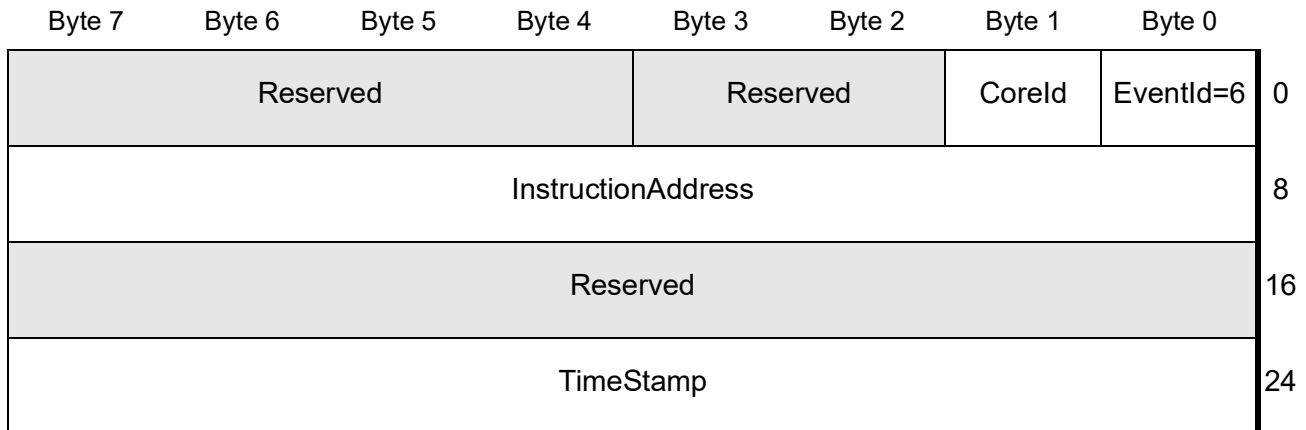 Byte 7 Byte 6 Byte 5 Byte 4 Byte 3 Byte 2 Byte 1 Byte 0
Reserved Reserved CoreId EventId=6 0
InstructionAddress 8
Reserved 16
TimeStamp 24